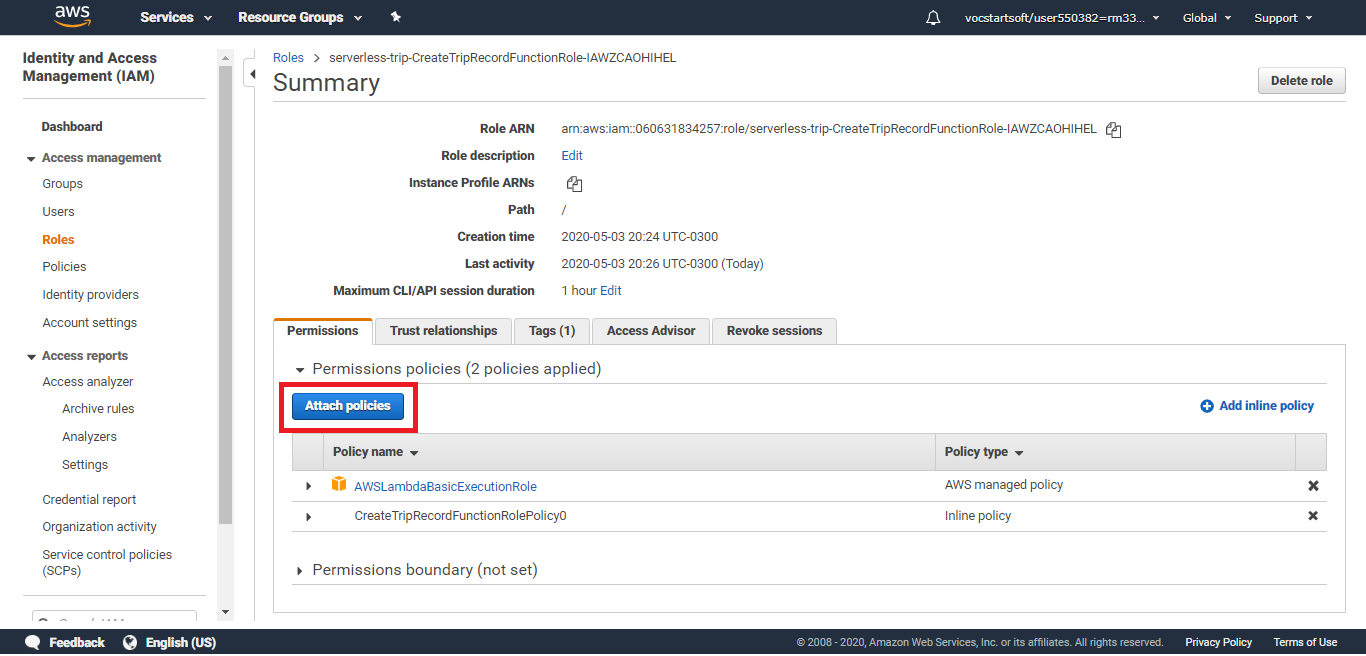 aws Services Resource Groups vocstartsoft/user550382=rm33... Global Support
Identity and Access
Management (IAM)
Dashboard
Access management
Groups
Users
Roles
Policies
Identity providers
Account settings
Access reports
Access analyzer
Archive rules
Analyzers
Settings
Credential report
Organization activity
Service control policies
(SCPs)
Roles > serverless-trip-CreateTripRecordFunctionRole-IAWZCAOHIHEL
Summary
Delete role
Role ARN arn:aws:iam::060631834257:role/serverless-trip-CreateTripRecordFunctionRole-IAWZCAOHIHEL
Role description Edit
Instance Profile ARNs
Path /
Creation time 2020-05-03 20:24 UTC-0300
Last activity 2020-05-03 20:26 UTC-0300 (Today)
Maximum CLI/API session duration 1 hour Edit
Permissions Trust relationships Tags (1) Access Advisor Revoke sessions
Permissions policies (2 policies applied)
Attach policies Add inline policy
Policy name Policy type
AWSLambdaBasicExecutionRole AWS managed policy
CreateTripRecordFunctionRolePolicy0 Inline policy
Permissions boundary (not set)
Feedback English (US) © 2008 - 2020, Amazon Web Services, Inc. or its affiliates. All rights reserved. Privacy Policy Terms of Use